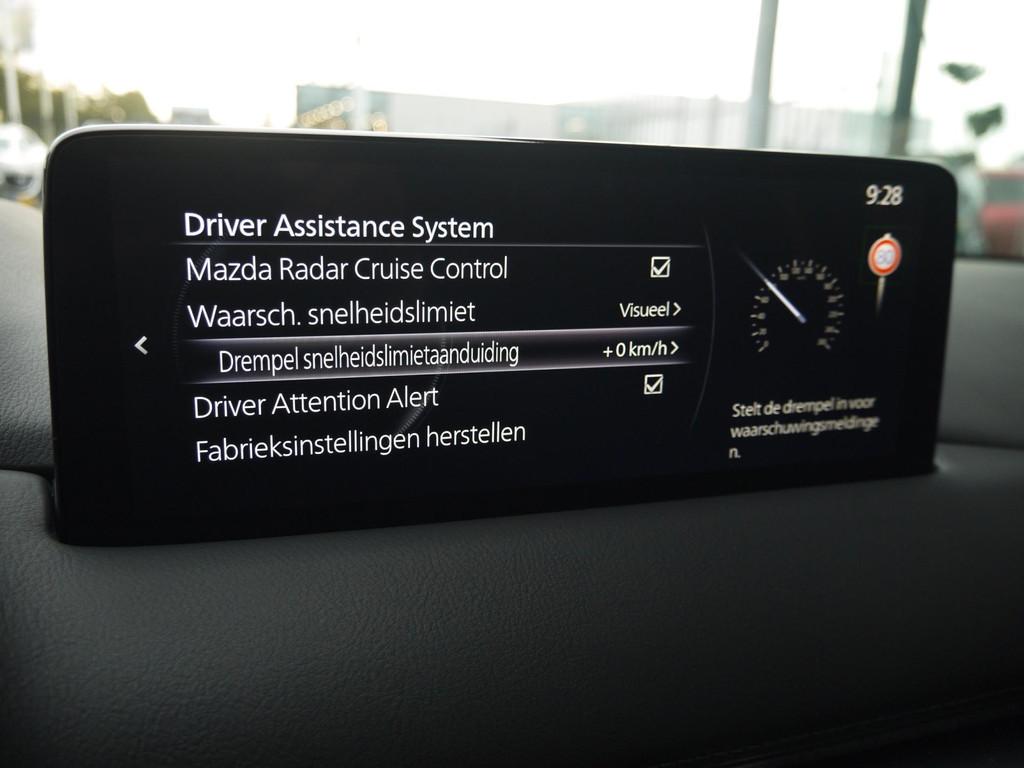 9:28
Driver Assistance System
Mazda Radar Cruise Control
Waarsch. snelheidslimiet Visueel >
Drempel snelheidslimietaanduiding +0 km/h >
Driver Attention Alert
Fabrieksinstellingen herstellen
80
Stelt de drempel in voor
waarschuwingsmeldinge
n.